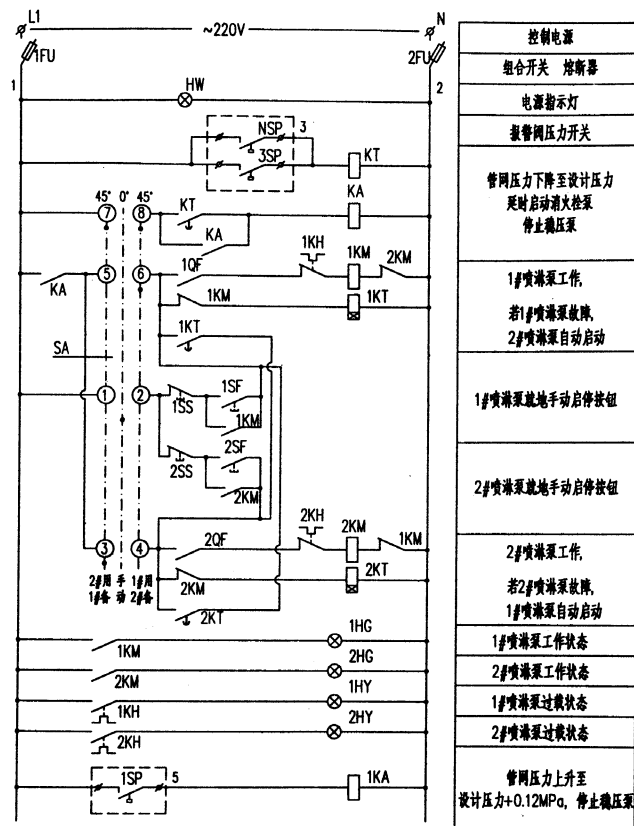 L1
~220V
N
1FU
2FU
1
2
HW
NSP
3
3SP
KT
KA
45° 0° 45°
7
8
KT
KA
5
6
1QF
1KH
1KM
2KM
KA
1KM
1KT
1KT
SA
1
2
1SS
1SF
1KM
2SS
2SF
2KM
3
4
2QF
2KH
2KM
1KM
2KM
2KT
2KT
2#用
1#备
手
动
1#用
2#备
1KM
1HG
2KM
2HG
1KH
1HY
2KH
2HY
1SP
5
1KA
控制电源
组合开关 熔断器
电源指示灯
报警阀压力开关
管网压力下降至设计压力
延时启动消火栓泵
停止稳压泵
1#喷淋泵工作,
若1#喷淋泵故障,
2#喷淋泵自动启动
1#喷淋泵就地手动启停按钮
2#喷淋泵就地手动启停按钮
2#喷淋泵工作,
若2#喷淋泵故障,
1#喷淋泵自动启动
1#喷淋泵工作状态
2#喷淋泵工作状态
1#喷淋泵过载状态
2#喷淋泵过载状态
管网压力上升至
设计压力+0.12MPa, 停止稳压泵